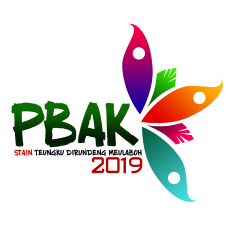 PBAK
STAIN TEUNGKU DIRUNDENG MEULABOH
2019